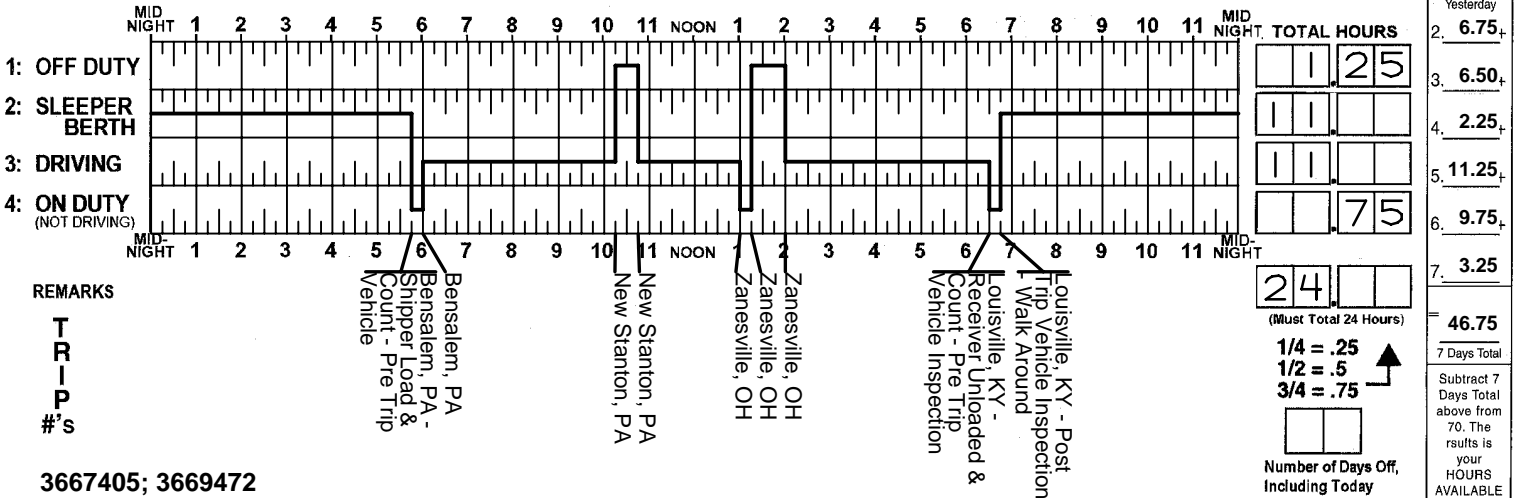 MID NIGHT 1 2 3 4 5 6 7 8 9 10 11 NOON 1 2 3 4 5 6 7 8 9 10 11 MID NIGHT
TOTAL HOURS
1: OFF DUTY
1.25
2: SLEEPER BERTH
11.
3: DRIVING
11.
4: ON DUTY
(NOT DRIVING)
.75
MID-NIGHT 1 2 3 4 5 6 7 8 9 10 11 NOON 1 2 3 4 5 6 7 8 9 10 11 MID-NIGHT
24.
(Must Total 24 Hours)
1/4 = .25
1/2 = .5
3/4 = .75
Number of Days Off,
Including Today
REMARKS
TRIP
#'s
3667405; 3669472
Bensalem, PA -
Shipper Load &
Count - Pre Trip
Vehicle
Bensalem, PA
New Stanton, PA
New Stanton, PA
Zanesville, OH
Zanesville, OH
Zanesville, OH
Louisville, KY -
Receiver Unloaded &
Count - Pre Trip
Vehicle Inspection
Louisville, KY - Post
Trip Vehicle Inspection
- Walk Around
Yesterday
2. 6.75+
3. 6.50+
4. 2.25+
5. 11.25+
6. 9.75+
7. 3.25
= 46.75
7 Days Total
Subtract 7
Days Total
above from
70. The
rsults is
your
HOURS
AVAILABLE